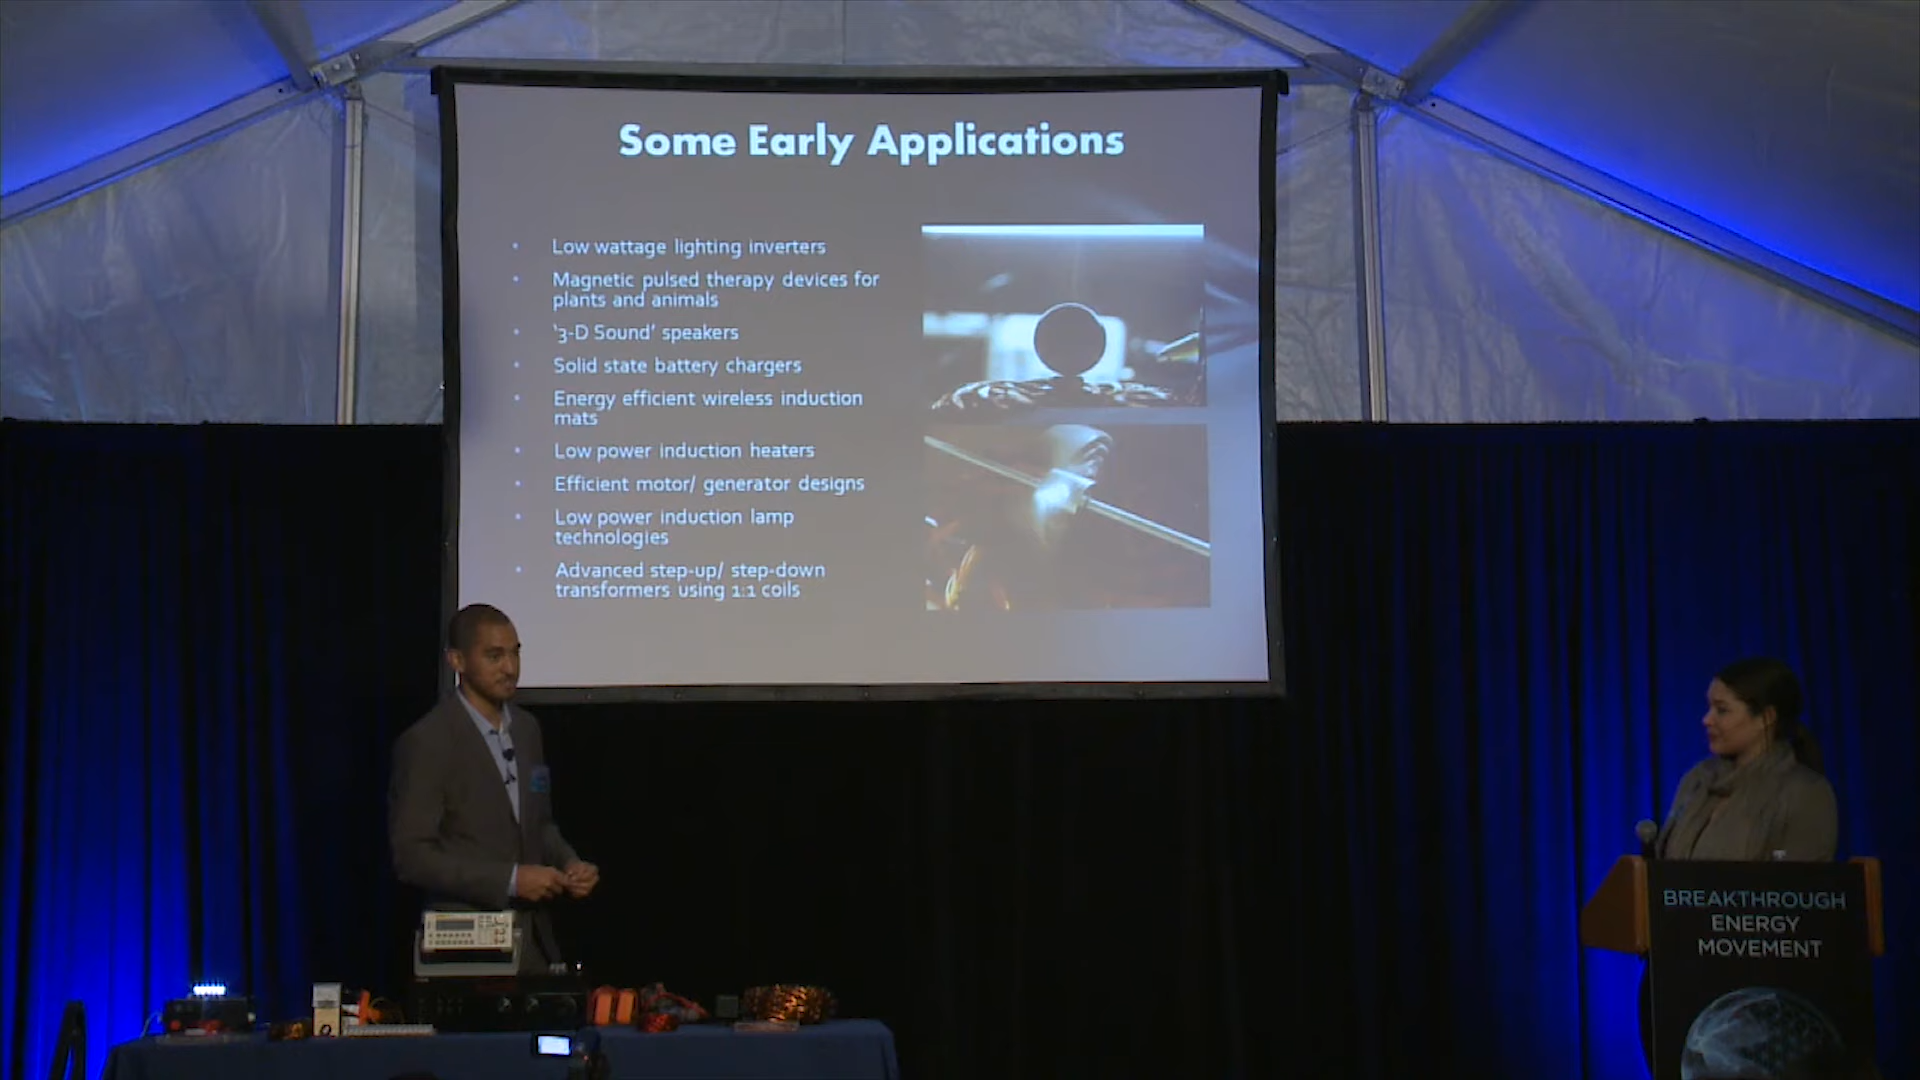 Some Early Applications
• Low wattage lighting inverters
• Magnetic pulsed therapy devices for
plants and animals
• ‘3-D Sound’ speakers
• Solid state battery chargers
• Energy efficient wireless induction
mats
• Low power induction heaters
• Efficient motor/ generator designs
• Low power induction lamp
technologies
• Advanced step-up/ step-down
transformers using 1:1 coils
BREAKTHROUGH
ENERGY
MOVEMENT